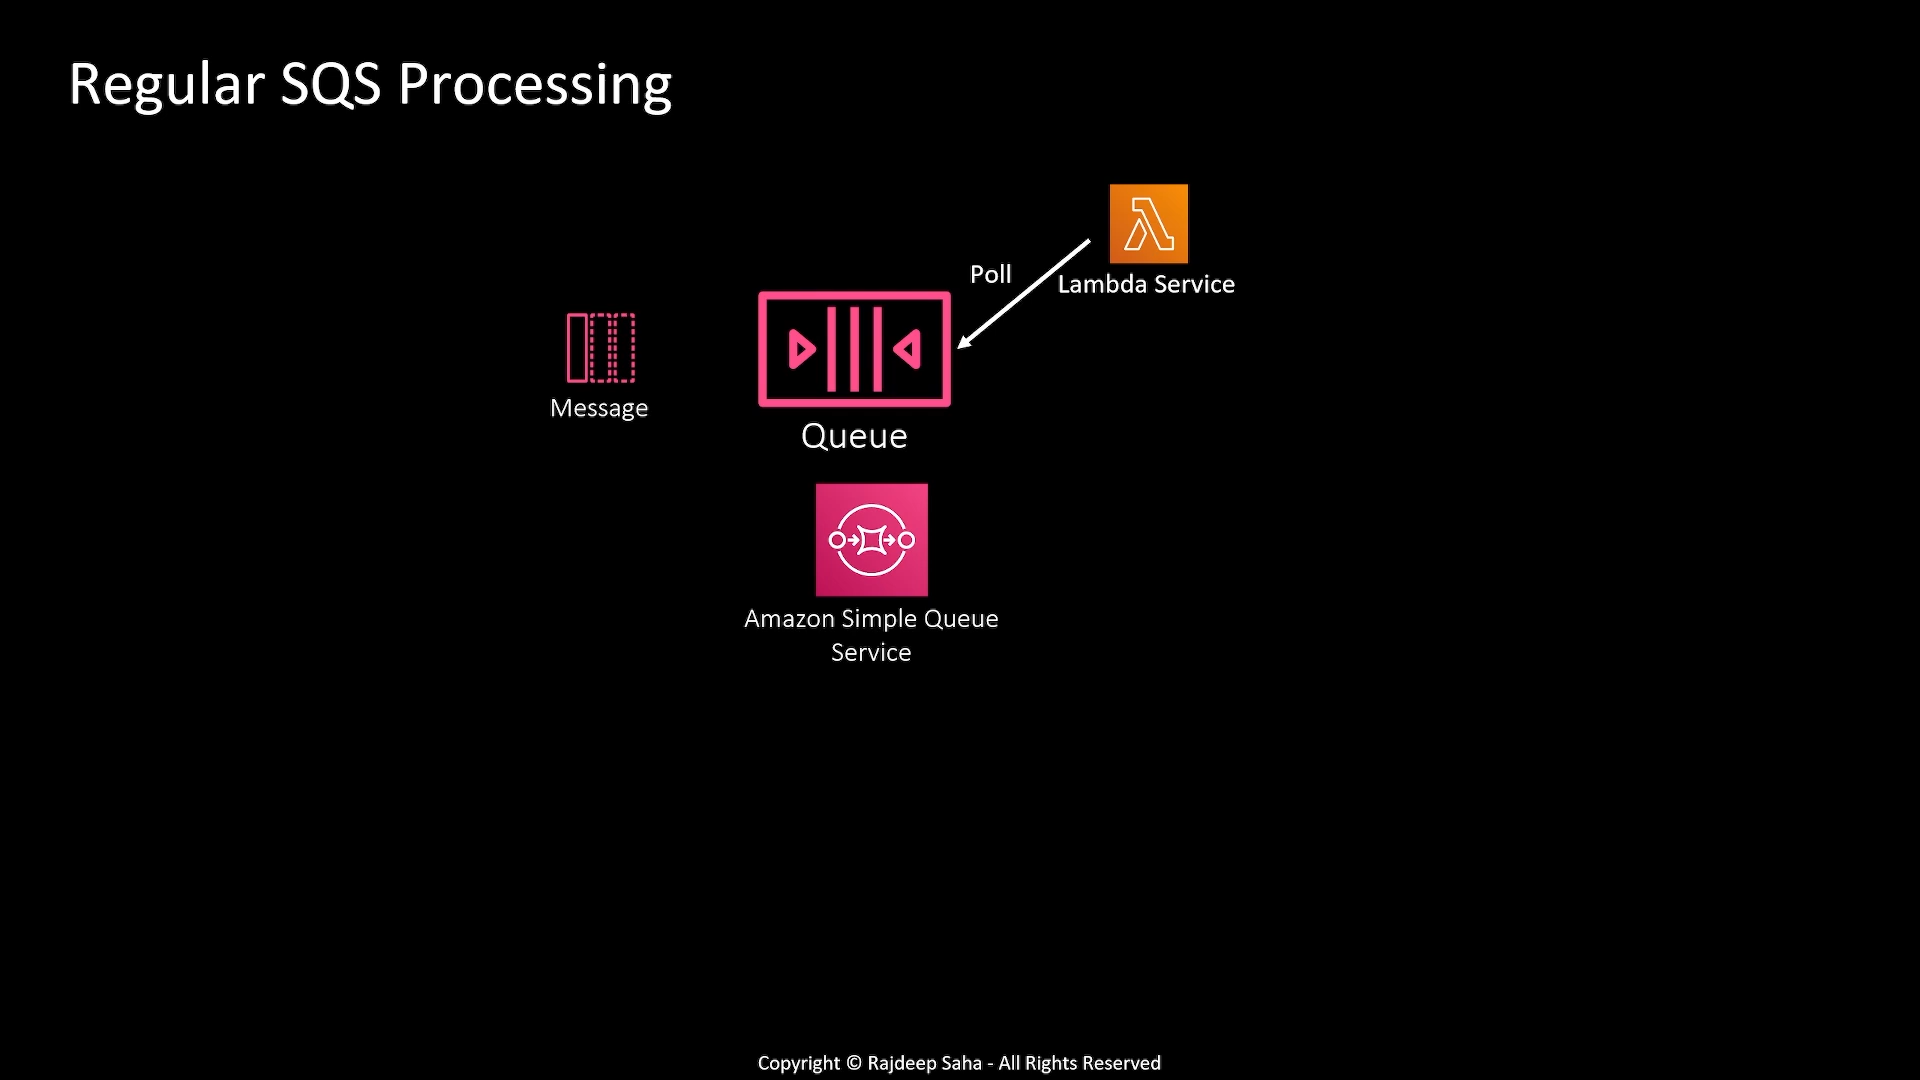 Regular SQS Processing
Poll
Lambda Service
Message
Queue
Amazon Simple Queue
Service
Copyright © Rajdeep Saha - All Rights Reserved